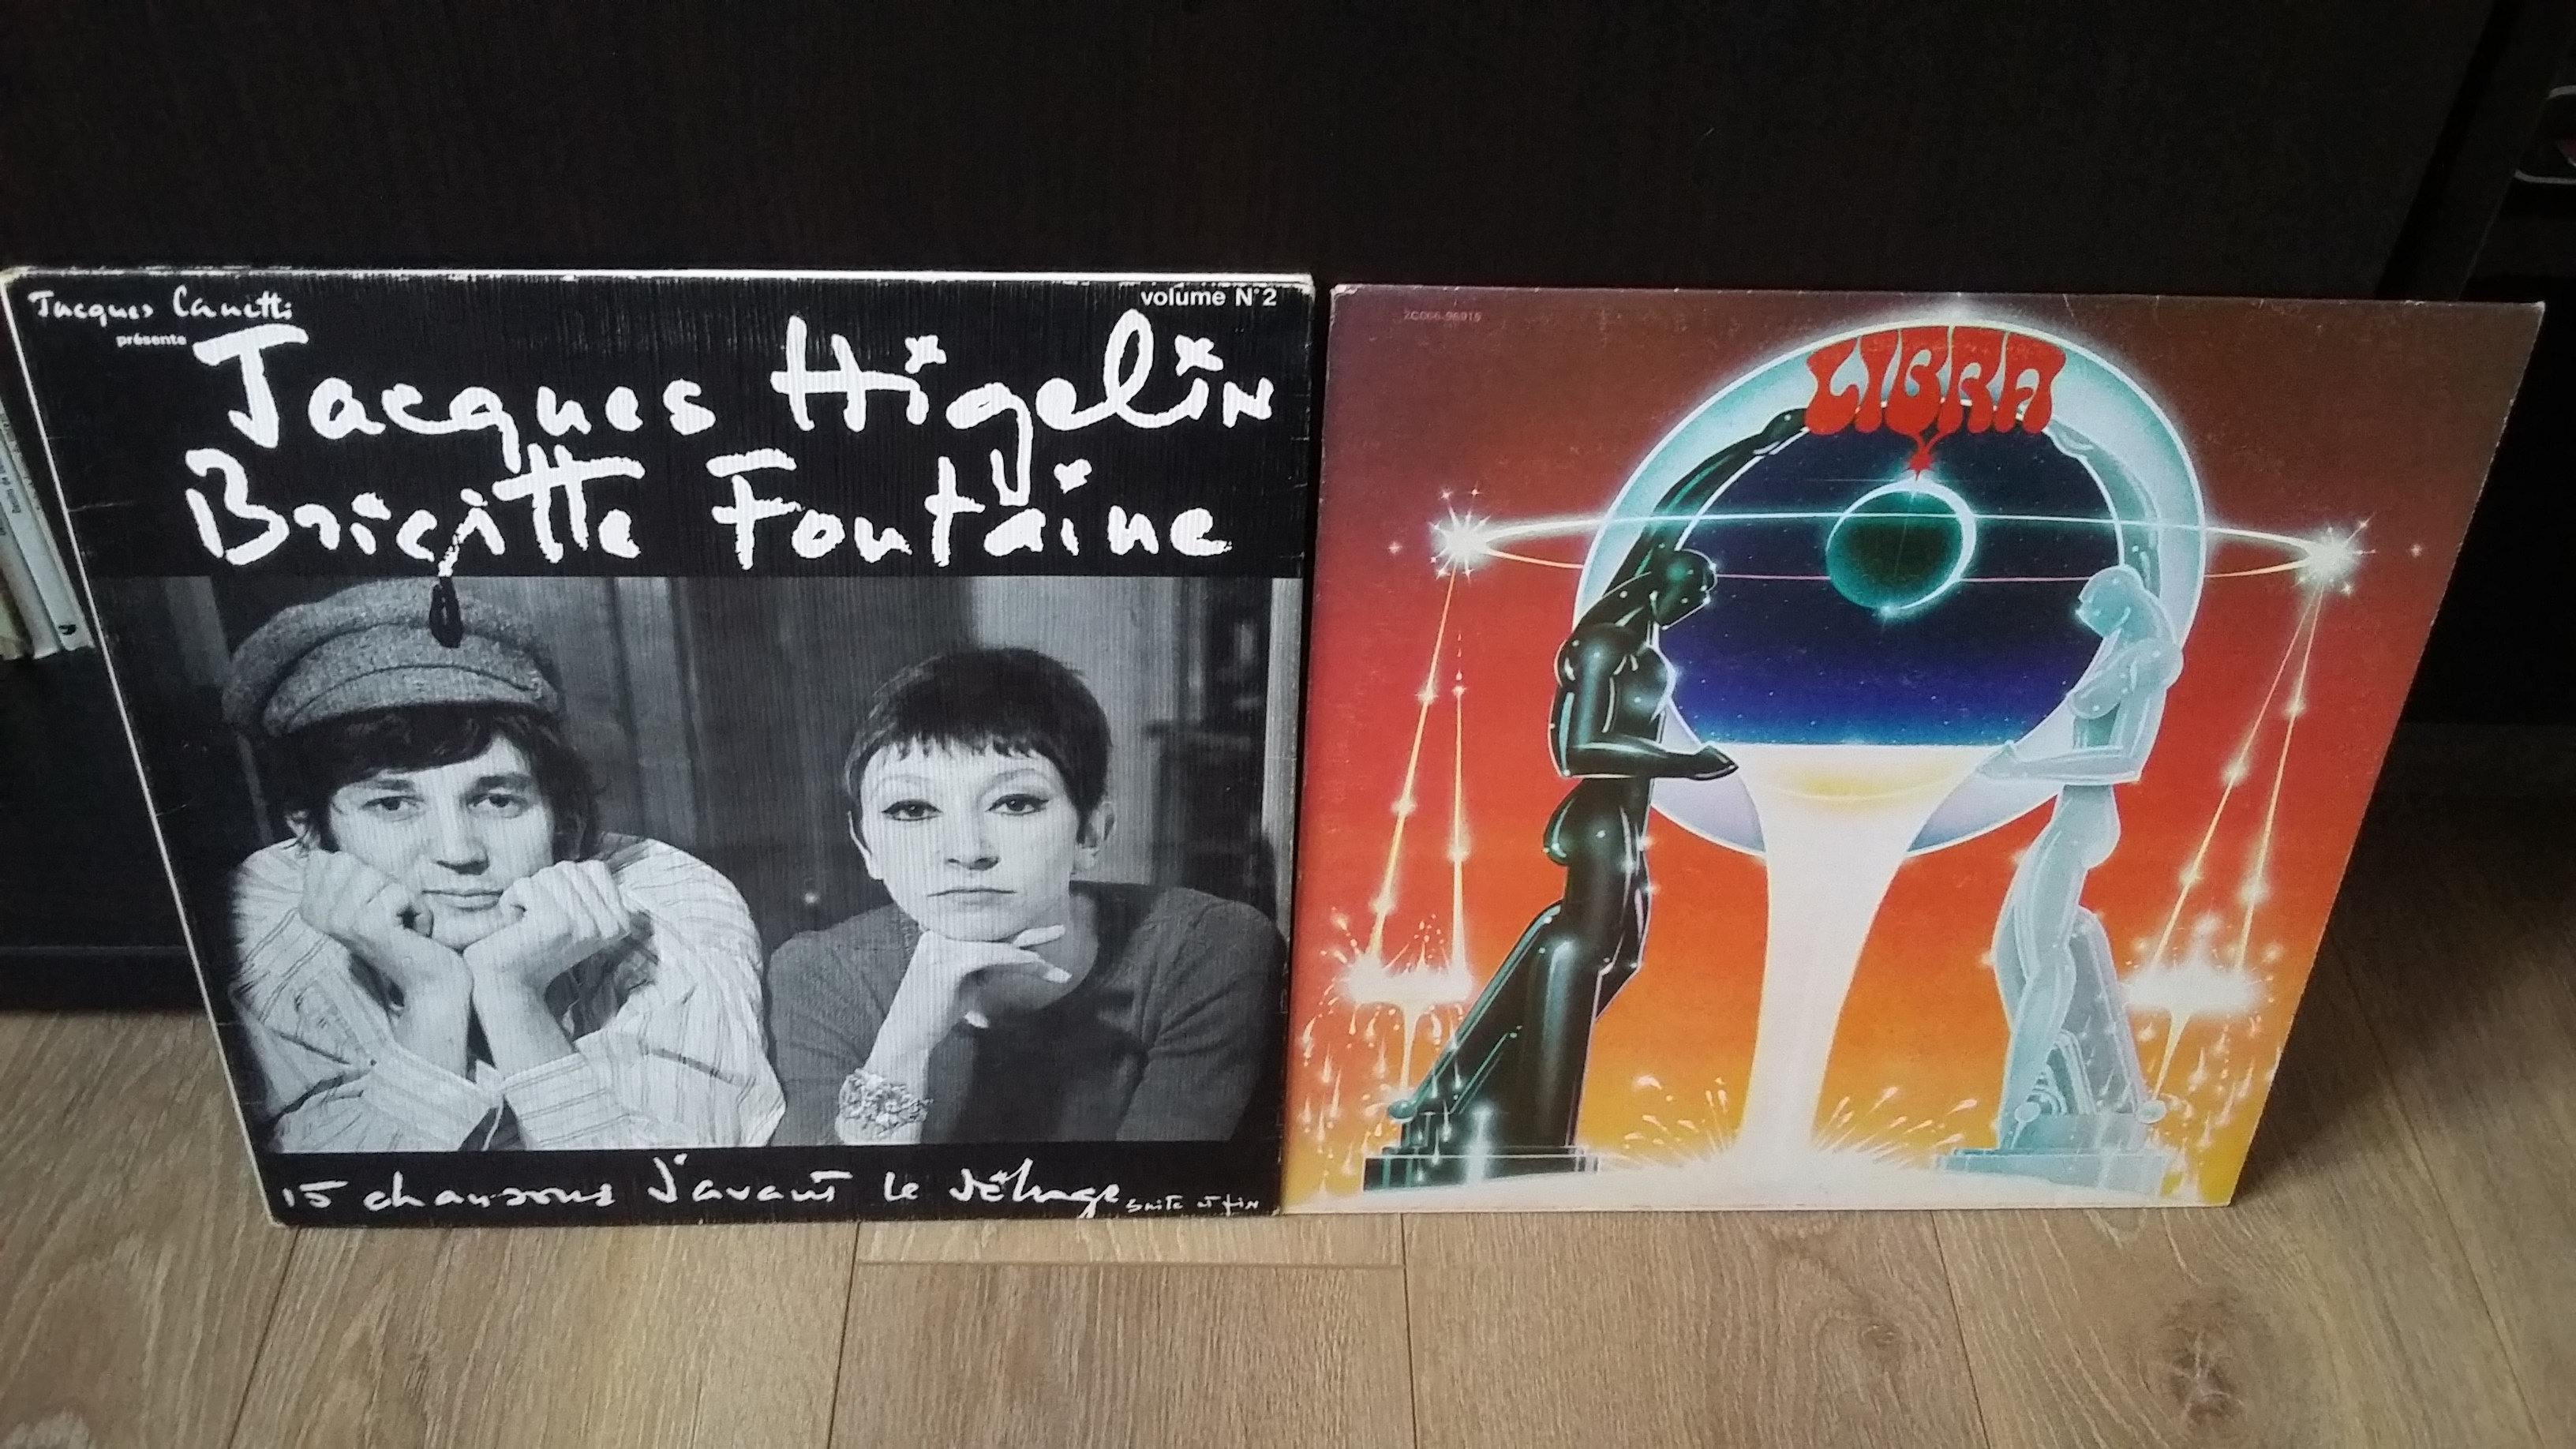 Jacques Canetti
présente
volume N°2
Jacques Higelin
Brigitte Fontaine
15 chansons d'avant le déluge suite et fin
2C066-96915
LIBRA